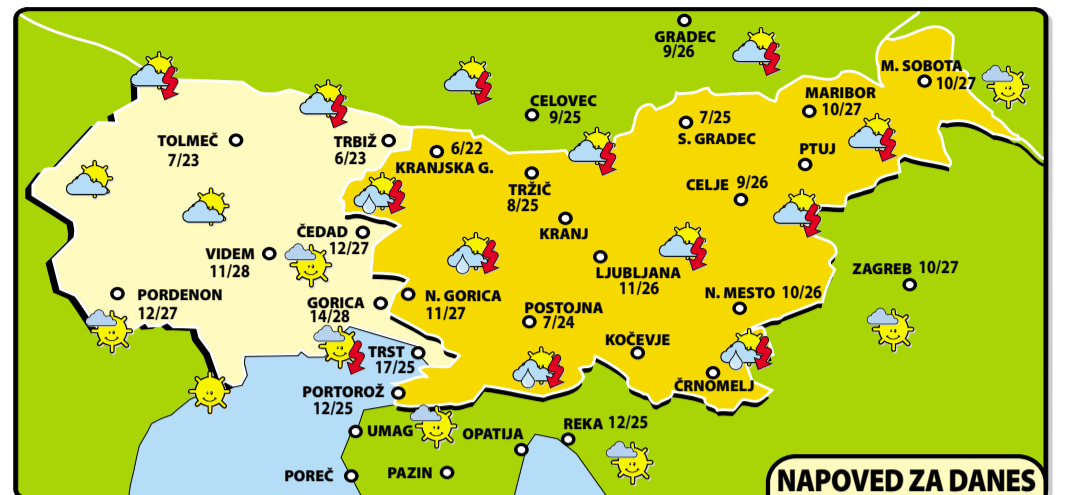 GRADEC
9/26
M. SOBOTA
10/27
MARIBOR
10/27
CELOVEC
9/25
7/25
S. GRADEC
TOLMEČ
7/23
TRBIŽ
6/23
6/22
KRANJSKA G.
PTUJ
TRŽIČ
8/25
CELJE 9/26
KRANJ
ČEDAD
12/27
VIDEM
11/28
LJUBLJANA
11/26
ZAGREB 10/27
PORDENON
12/27
GORICA
14/28
N. GORICA
11/27
POSTOJNA
7/24
N. MESTO 10/26
KOČEVJE
TRST
17/25
ČRNOMELJ
PORTOROŽ
12/25
UMAG
OPATIJA
REKA 12/25
POREČ
PAZIN
NAPOVED ZA DANES